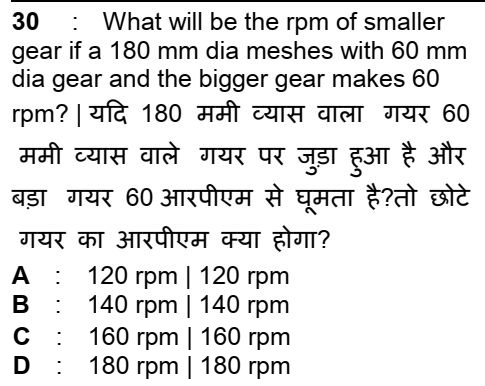 30 : What will be the rpm of smaller
gear if a 180 mm dia meshes with 60 mm
dia gear and the bigger gear makes 60
rpm? | यदि 180 ममी व्यास वाला गयर 60
ममी व्यास वाले गयर पर जुड़ा हुआ है और
बड़ा गयर 60 आरपीएम से घूमता है?तो छोटे
गयर का आरपीएम क्या होगा?
A : 120 rpm | 120 rpm
B : 140 rpm | 140 rpm
C : 160 rpm | 160 rpm
D : 180 rpm | 180 rpm